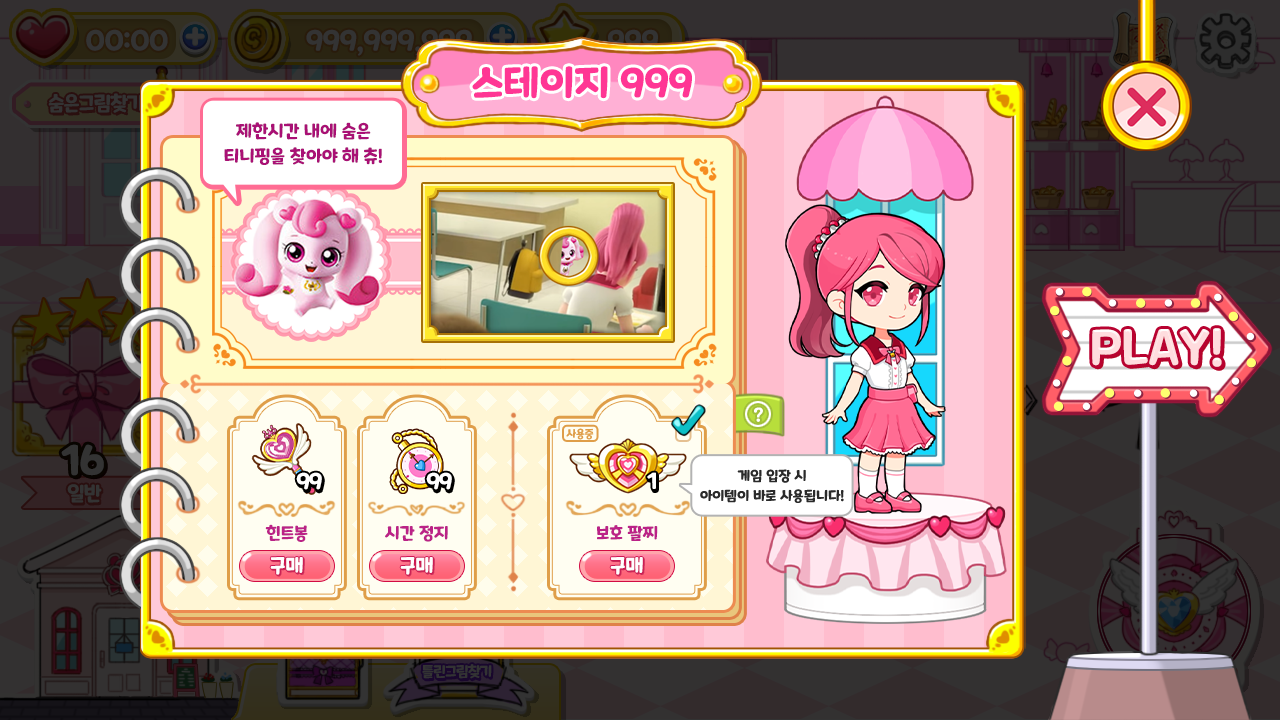 00:00
999,999,999
999
스테이지 999
숨은그림찾기
제한시간 내에 숨은
티니핑을 찾아야 해 츄!
PLAY!
16
일반
사용중
99
99
1
게임 입장 시
아이템이 바로 사용됩니다!
힌트봉
시간 정지
보호 팔찌
구매
구매
구매
틀린그림찾기